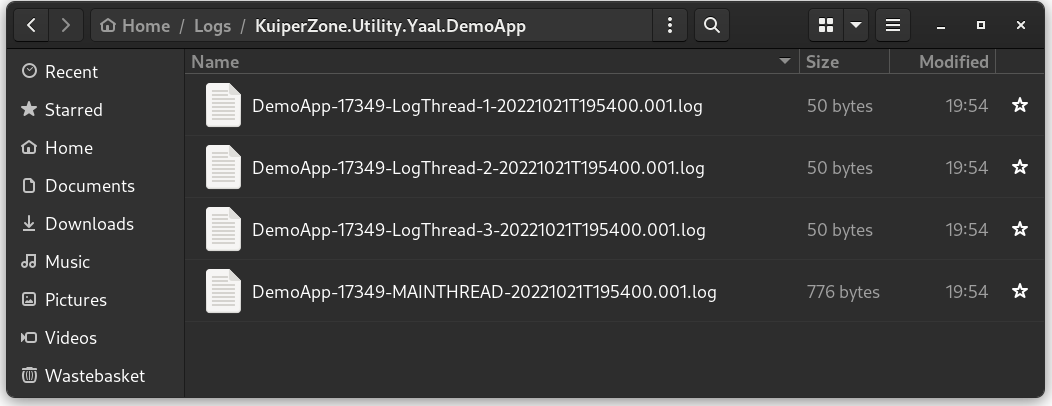 Home / Logs / KuiperZone.Utility.Yaal.DemoApp
Recent
Starred
Home
Documents
Downloads
Music
Pictures
Videos
Wastebasket
Name Size Modified
DemoApp-17349-LogThread-1-20221021T195400.001.log 50 bytes 19:54
DemoApp-17349-LogThread-2-20221021T195400.001.log 50 bytes 19:54
DemoApp-17349-LogThread-3-20221021T195400.001.log 50 bytes 19:54
DemoApp-17349-MAINTHREAD-20221021T195400.001.log 776 bytes 19:54